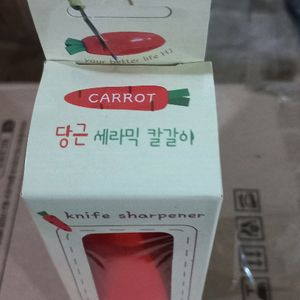 your better life
CARROT
당근 세라믹 칼갈이
knife sharpener